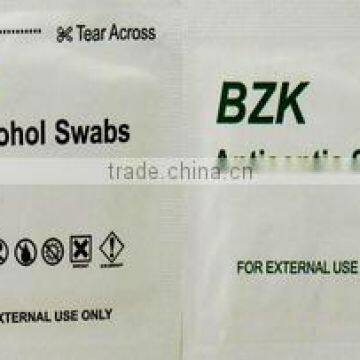 Tear Across
ohol Swabs
EXTERNAL USE ONLY
BZK
FOR EXTERNAL USE
trade.china.cn